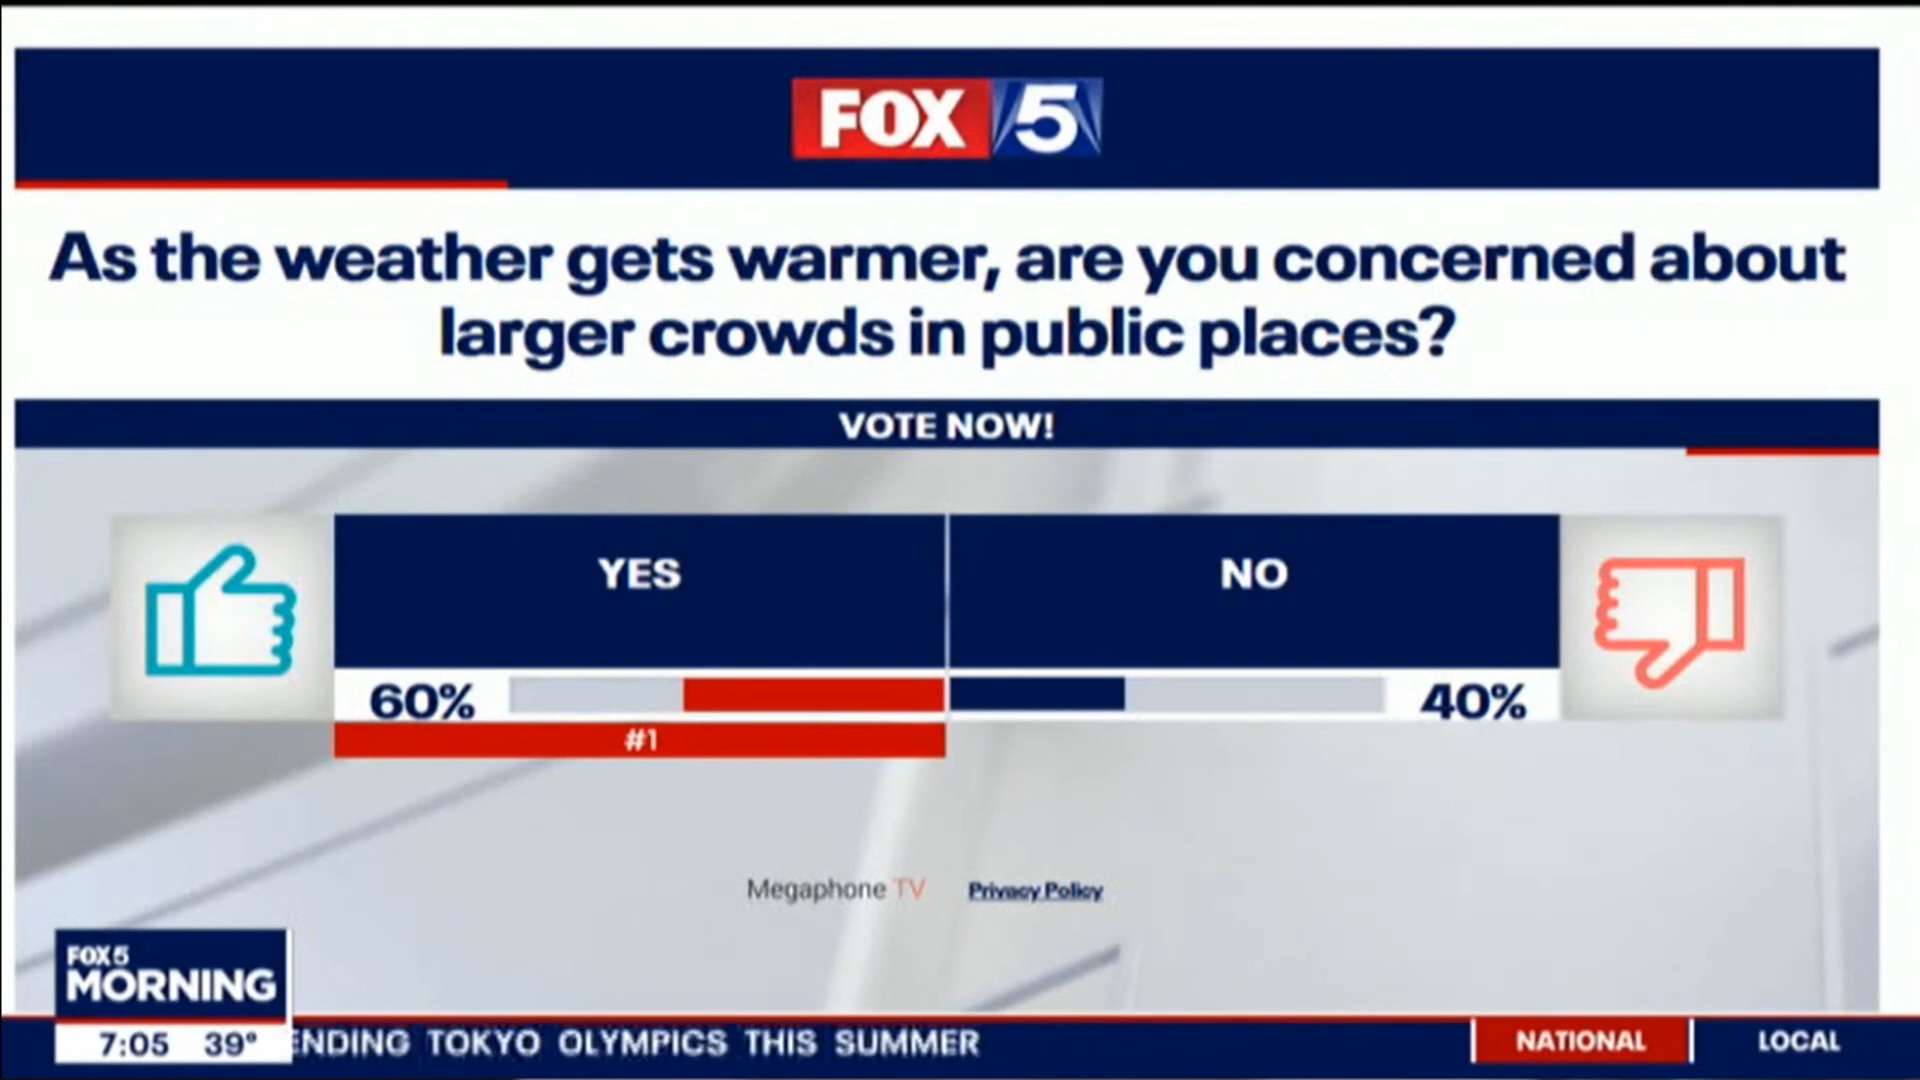 FOX 5
As the weather gets warmer, are you concerned about
larger crowds in public places?
VOTE NOW!
YES
NO
60%
40%
#1
Megaphone TV
Privacy Policy
FOX 5
MORNING
7:05 39°
ENDING TOKYO OLYMPICS THIS SUMMER
NATIONAL
LOCAL